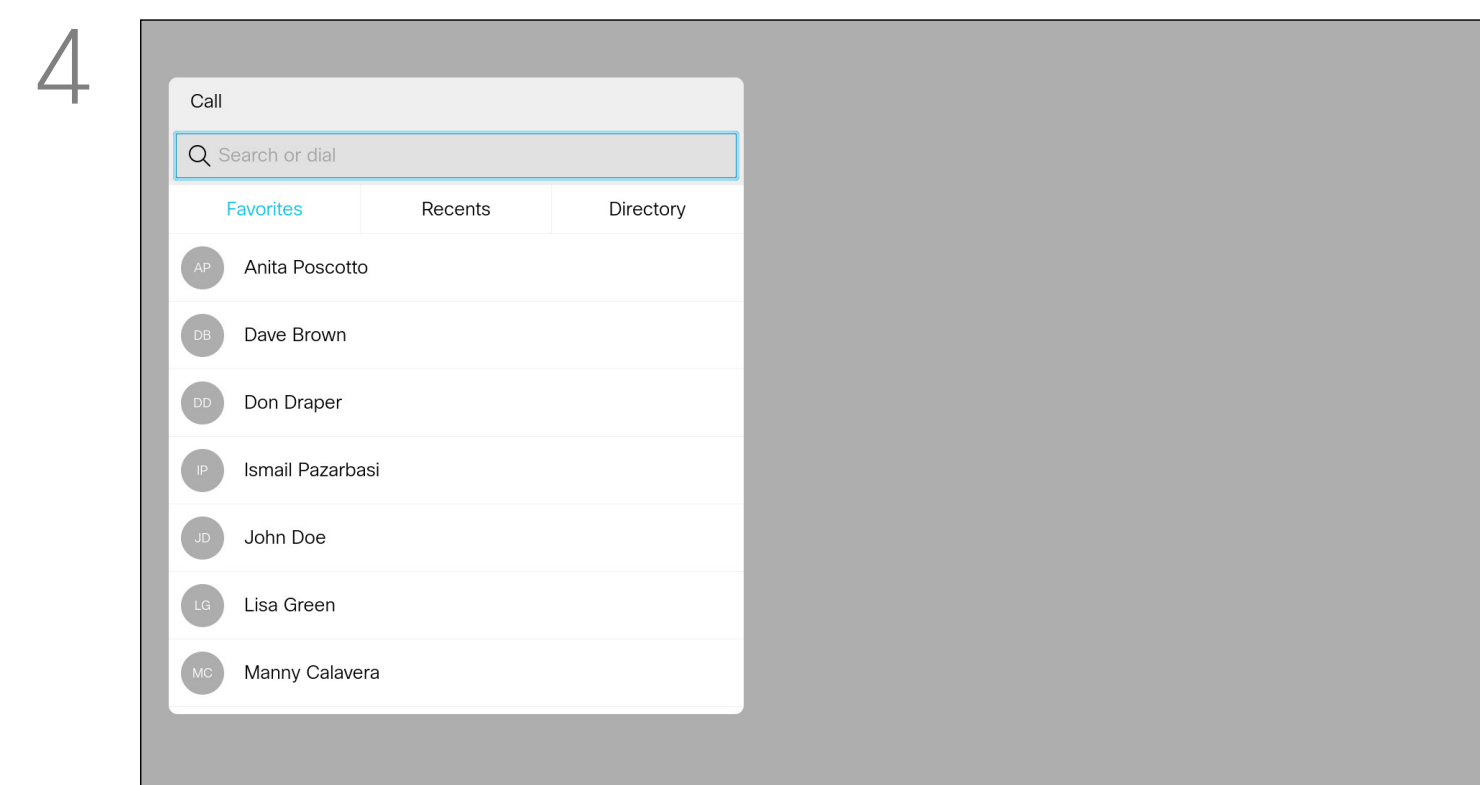 4
Call
Search or dial
Favorites Recents Directory
AP Anita Poscotto
DB Dave Brown
DD Don Draper
IP Ismail Pazarbasi
JD John Doe
LG Lisa Green
MC Manny Calavera